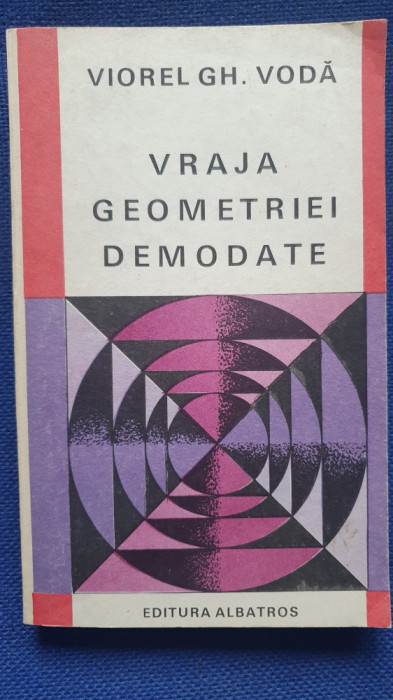 VIOREL GH. VODĂ
VRAJA
GEOMETRIEI
DEMODATE
EDITURA ALBATROS